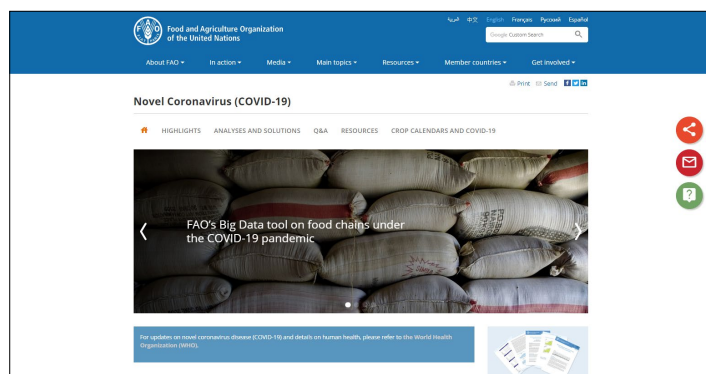 Food and Agriculture Organization
of the United Nations
العربية 中文 English Français Русский Español
Google Custom Search
About FAO In action Media Main topics Resources Member countries Get involved
Print Send
Novel Coronavirus (COVID-19)
HIGHLIGHTS ANALYSES AND SOLUTIONS Q&A RESOURCES CROP CALENDARS AND COVID-19
FAO's Big Data tool on food chains under
the COVID-19 pandemic
For updates on novel coronavirus disease (COVID-19) and details on human health, please refer to the World Health
Organization (WHO).